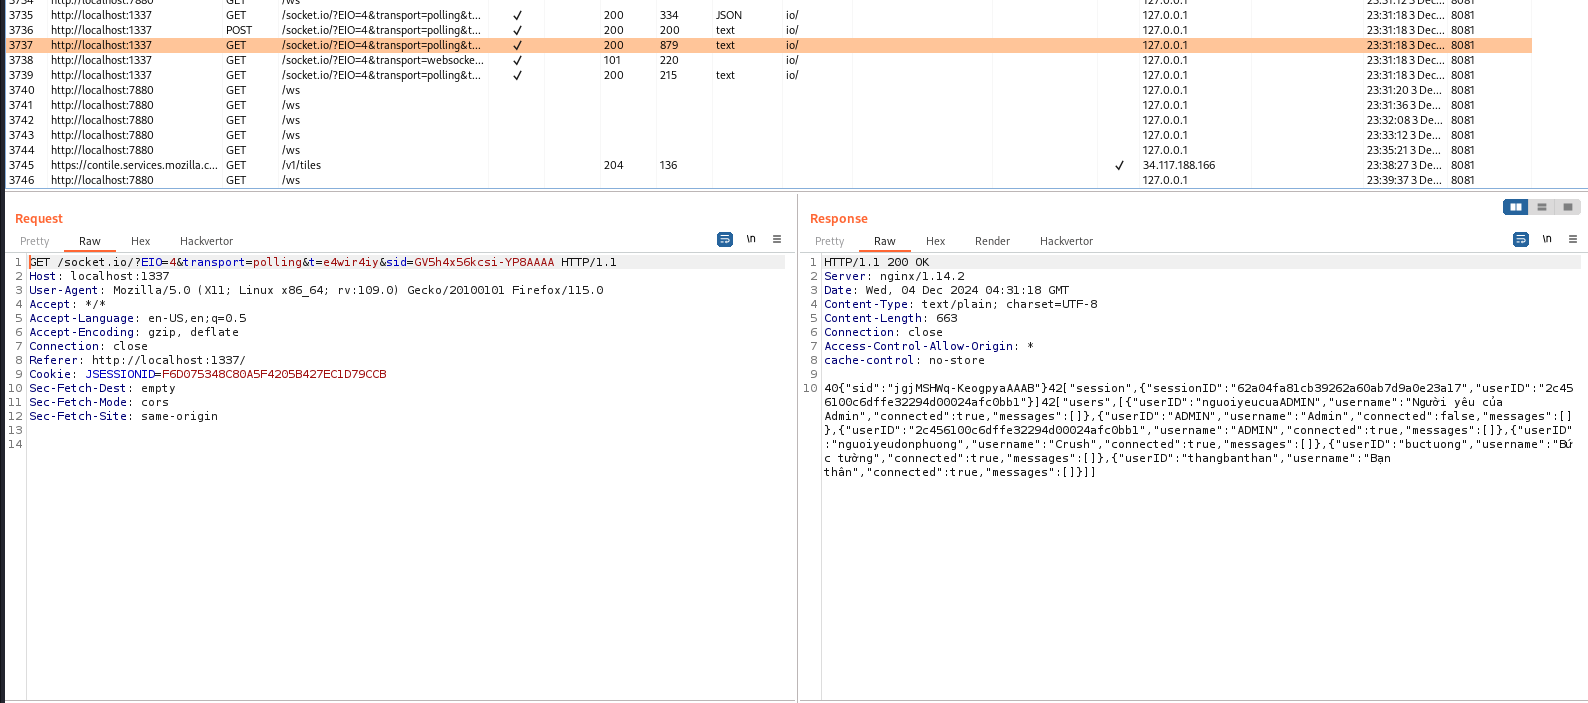 3734 http://localhost:7880 GET /ws 127.0.0.1 23:31:12 3 Dec... 8081
3735 http://localhost:1337 GET /socket.io/?EIO=4&transport=polling&t... ✓ 200 334 JSON io/ 127.0.0.1 23:31:18 3 Dec... 8081
3736 http://localhost:1337 POST /socket.io/?EIO=4&transport=polling&t... ✓ 200 200 text io/ 127.0.0.1 23:31:18 3 Dec... 8081
3737 http://localhost:1337 GET /socket.io/?EIO=4&transport=polling&t... ✓ 200 879 text io/ 127.0.0.1 23:31:18 3 Dec... 8081
3738 http://localhost:1337 GET /socket.io/?EIO=4&transport=websocke... ✓ 101 220 io/ 127.0.0.1 23:31:18 3 Dec... 8081
3739 http://localhost:1337 GET /socket.io/?EIO=4&transport=polling&t... ✓ 200 215 text io/ 127.0.0.1 23:31:18 3 Dec... 8081
3740 http://localhost:7880 GET /ws 127.0.0.1 23:31:20 3 De... 8081
3741 http://localhost:7880 GET /ws 127.0.0.1 23:31:36 3 De... 8081
3742 http://localhost:7880 GET /ws 127.0.0.1 23:32:08 3 De... 8081
3743 http://localhost:7880 GET /ws 127.0.0.1 23:33:12 3 De... 8081
3744 http://localhost:7880 GET /ws 127.0.0.1 23:35:21 3 De... 8081
3745 https://contile.services.mozilla.c... GET /v1/tiles 204 136 ✓ 34.117.188.166 23:38:27 3 De... 8081
3746 http://localhost:7880 GET /ws 127.0.0.1 23:39:37 3 De... 8081
Request
Pretty Raw Hex Hackvertor \n
1 GET /socket.io/?EIO=4&transport=polling&t=e4wir4iy&sid=GV5h4x56kcsi-YP8AAAA HTTP/1.1
2 Host: localhost:1337
3 User-Agent: Mozilla/5.0 (X11; Linux x86_64; rv:109.0) Gecko/20100101 Firefox/115.0
4 Accept: */*
5 Accept-Language: en-US,en;q=0.5
6 Accept-Encoding: gzip, deflate
7 Connection: close
8 Referer: http://localhost:1337/
9 Cookie: JSESSIONID=F6D075348C80A5F4205B427EC1D79CCB
10 Sec-Fetch-Dest: empty
11 Sec-Fetch-Mode: cors
12 Sec-Fetch-Site: same-origin
13
14
Response
Pretty Raw Hex Render Hackvertor \n
1 HTTP/1.1 200 OK
2 Server: nginx/1.14.2
3 Date: Wed, 04 Dec 2024 04:31:18 GMT
4 Content-Type: text/plain; charset=UTF-8
5 Content-Length: 663
6 Connection: close
7 Access-Control-Allow-Origin: *
8 cache-control: no-store
9
10 40{"sid":"jgjMSHWq-KeogpyaAAAB"}42["session",{"sessionID":"62a04fa81cb39262a60ab7d9a0e23a17","userID":"2c45
6100c6dffe32294d00024afc0bb1"}]42["users",[{"userID":"nguoiyeucuaADMIN","username":"Người yêu của
Admin","connected":true,"messages":[]},{"userID":"ADMIN","username":"Admin","connected":false,"messages":[]
},{"userID":"2c456100c6dffe32294d00024afc0bb1","username":"ADMIN","connected":true,"messages":[]},{"userID"
:"nguoiyeudonphuong","username":"Crush","connected":true,"messages":[]},{"userID":"buctuong","username":"Bứ
c tường","connected":true,"messages":[]},{"userID":"thangbanthan","username":"Bạn
thân","connected":true,"messages":[]}]]